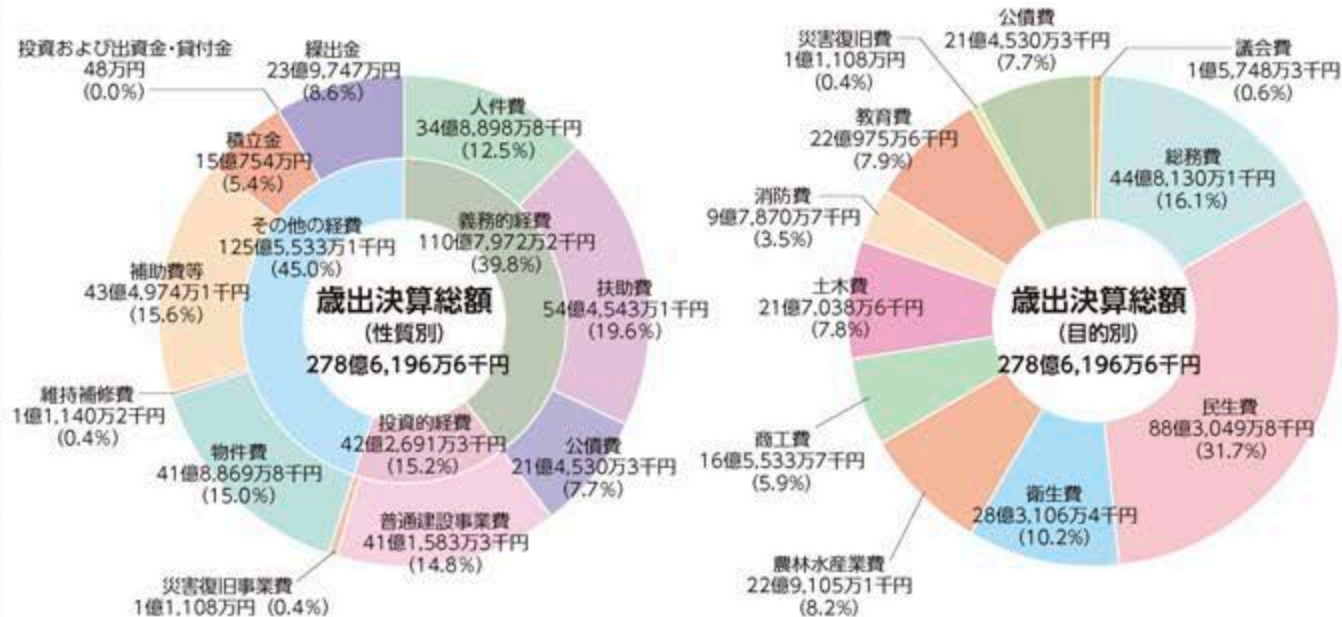 投資および出資金・貸付金
48万円
(0.0%)
繰出金
23億9,747万円
(8.6%)
人件費
34億8,898万8千円
(12.5%)
積立金
15億754万円
(5.4%)
その他の経費
125億5,533万1千円
(45.0%)
義務的経費
110億7,972万2千円
(39.8%)
補助費等
43億4,974万1千円
(15.6%)
扶助費
54億4,543万1千円
(19.6%)
歳出決算総額
(性質別)
278億6,196万6千円
維持補修費
1億1,140万2千円
(0.4%)
物件費
41億8,869万8千円
(15.0%)
投資的経費
42億2,691万3千円
(15.2%)
公債費
21億4,530万3千円
(7.7%)
普通建設事業費
41億1,583万3千円
(14.8%)
災害復旧事業費
1億1,108万円 (0.4%)
公債費
21億4,530万3千円
(7.7%)
災害復旧費
1億1,108万円
(0.4%)
議会費
1億5,748万3千円
(0.6%)
教育費
22億975万6千円
(7.9%)
総務費
44億8,130万1千円
(16.1%)
消防費
9億7,870万7千円
(3.5%)
土木費
21億7,038万6千円
(7.8%)
歳出決算総額
(目的別)
278億6,196万6千円
商工費
16億5,533万7千円
(5.9%)
民生費
88億3,049万8千円
(31.7%)
衛生費
28億3,106万4千円
(10.2%)
農林水産業費
22億9,105万1千円
(8.2%)